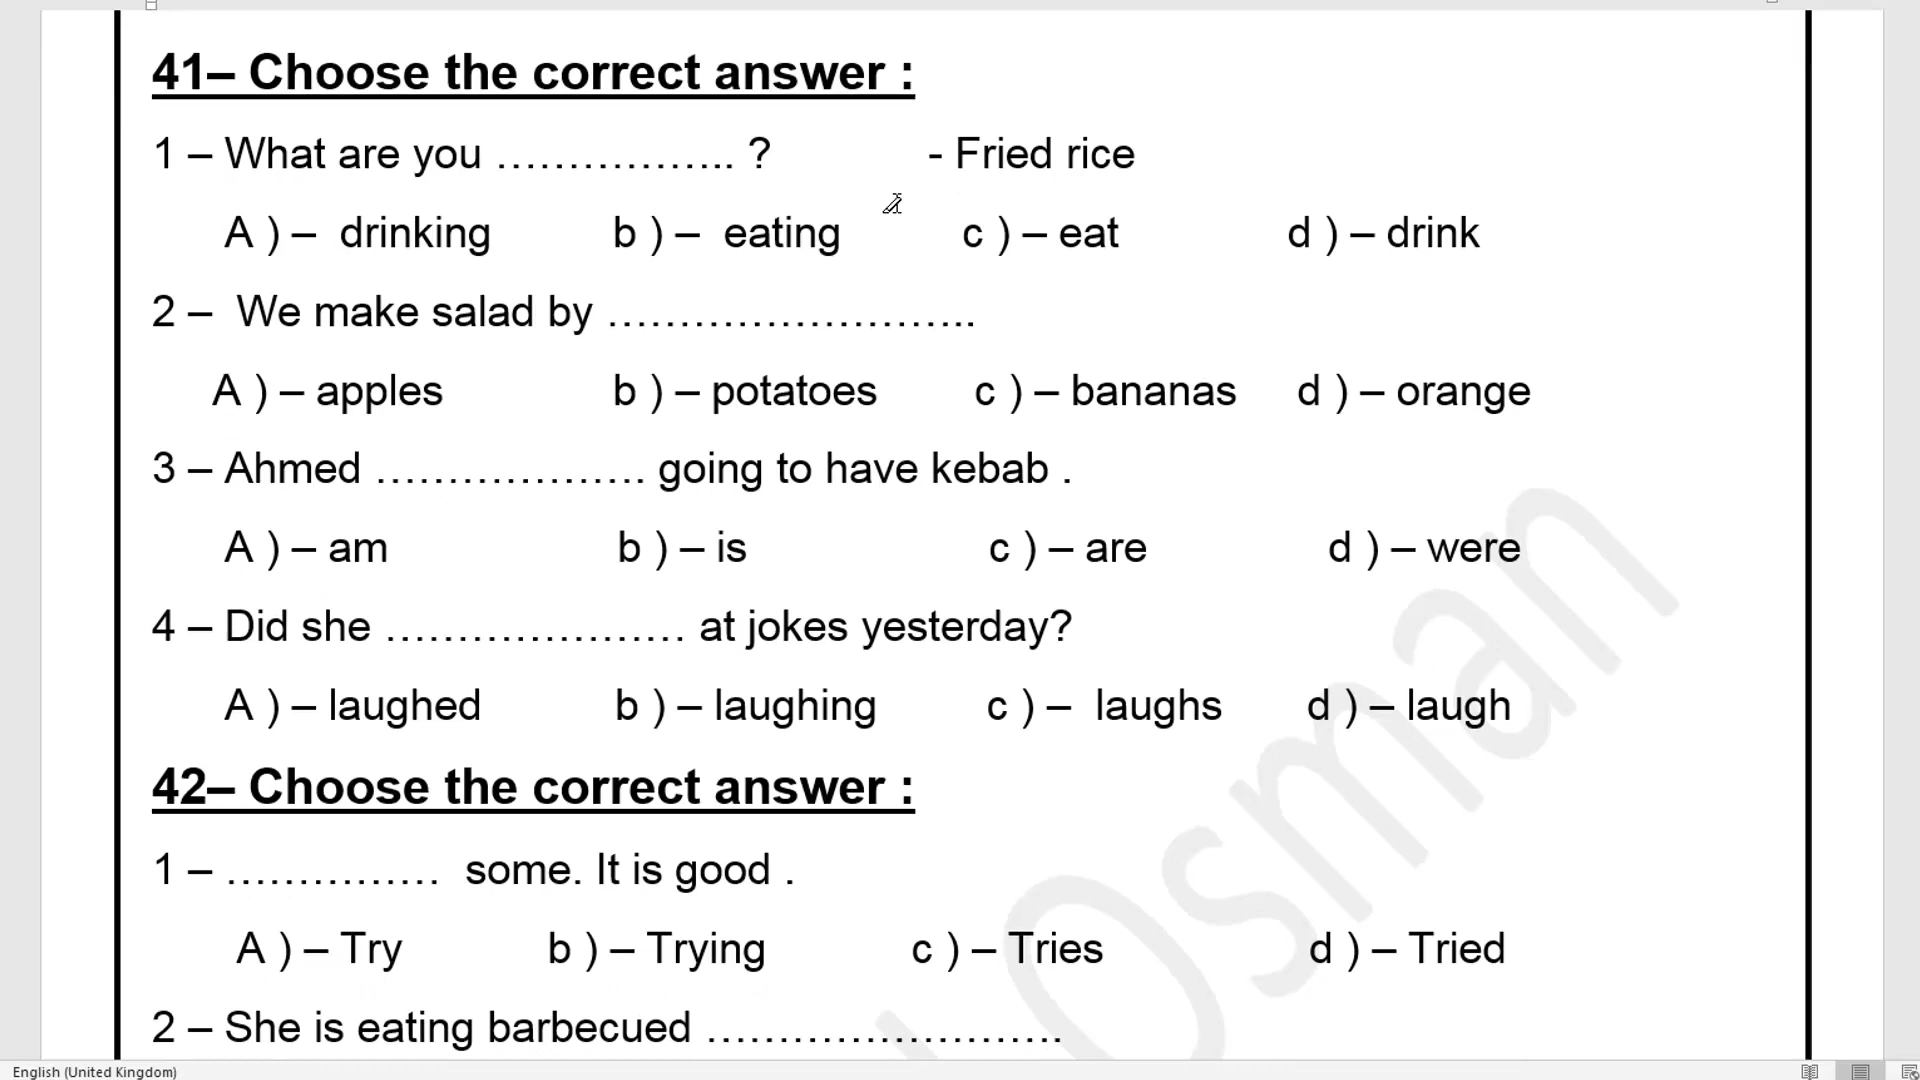 41– Choose the correct answer :
1 – What are you …………….. ? - Fried rice
A ) – drinking b ) – eating c ) – eat d ) – drink
2 – We make salad by ……………………..
A ) – apples b ) – potatoes c ) – bananas d ) – orange
3 – Ahmed ………………. going to have kebab .
A ) – am b ) – is c ) – are d ) – were
4 – Did she ………………… at jokes yesterday?
A ) – laughed b ) – laughing c ) – laughs d ) – laugh
42– Choose the correct answer :
1 – …………… some. It is good .
A ) – Try b ) – Trying c ) – Tries d ) – Tried
2 – She is eating barbecued …………………….
Osman
English (United Kingdom)